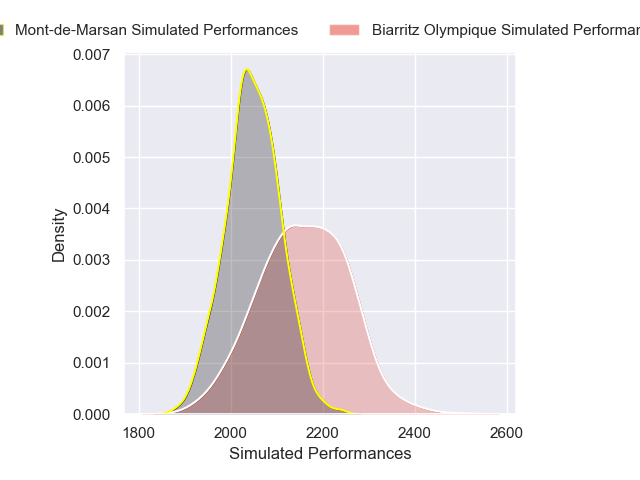 Mont-de-Marsan Simulated Performances
Biarritz Olympique Simulated
0.007
0.006
0.005
0.004
0.003
0.002
0.001
0.000
Density
1800 2000 2200 2400 2600
Simulated Performances